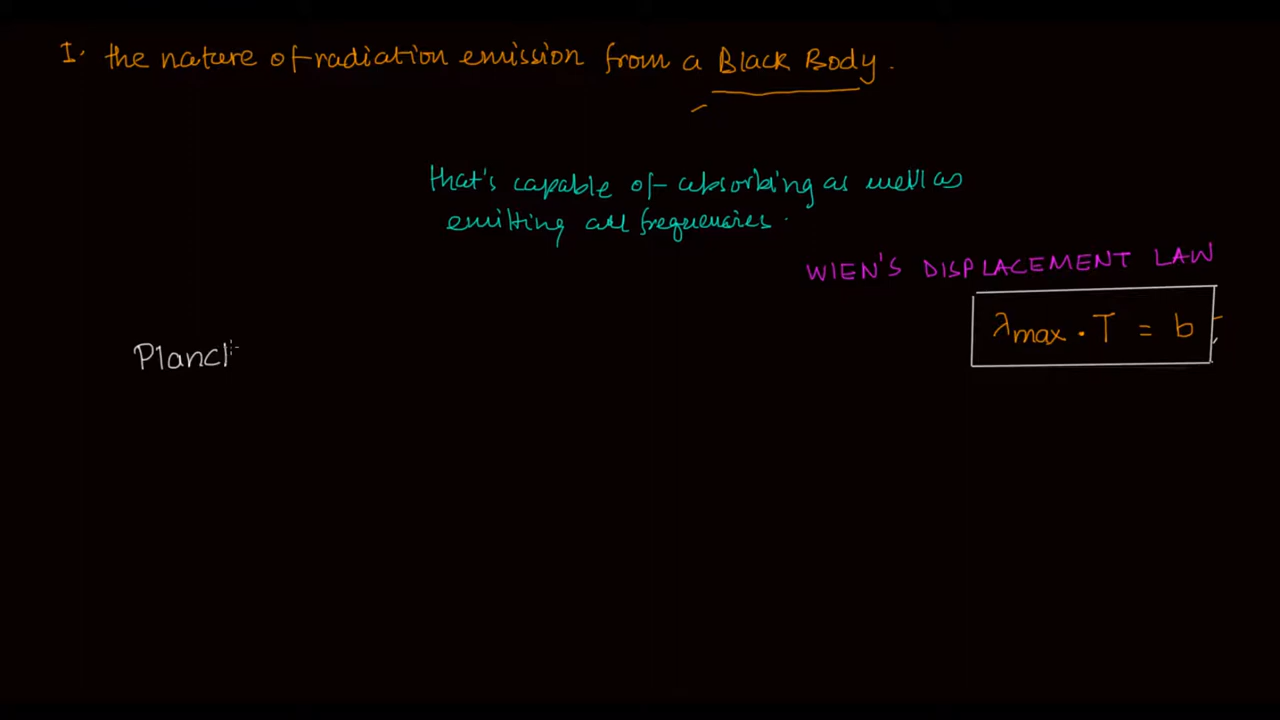 I. the nature of radiation emission from a Black Body.
that's capable of absorbing as well as
emitting all frequencies.
WIEN'S DISPLACEMENT LAW
λmax · T = b
Planck